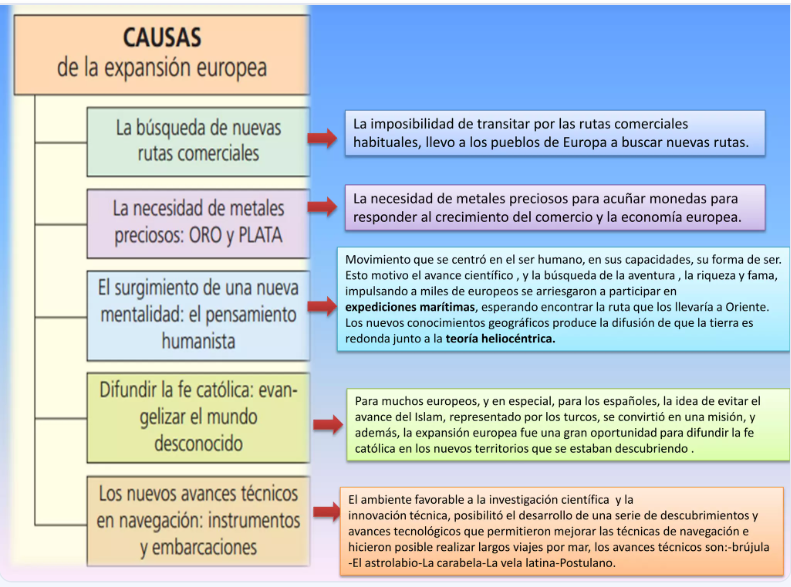 CAUSAS
de la expansión europea
La búsqueda de nuevas
rutas comerciales
La imposibilidad de transitar por las rutas comerciales
habituales, llevo a los pueblos de Europa a buscar nuevas rutas.
La necesidad de metales
preciosos: ORO y PLATA
La necesidad de metales preciosos para acuñar monedas para
responder al crecimiento del comercio y la economía europea.
El surgimiento de una nueva
mentalidad: el pensamiento
humanista
Movimiento que se centró en el ser humano, en sus capacidades, su forma de ser.
Esto motivo el avance científico , y la búsqueda de la aventura , la riqueza y fama,
impulsando a miles de europeos se arriesgaron a participar en
expediciones marítimas, esperando encontrar la ruta que los llevaría a Oriente.
Los nuevos conocimientos geográficos produce la difusión de que la tierra es
redonda junto a la teoría heliocéntrica.
Difundir la fe católica: evan-
gelizar el mundo
desconocido
Para muchos europeos, y en especial, para los españoles, la idea de evitar el
avance del Islam, representado por los turcos, se convirtió en una misión, y
además, la expansión europea fue una gran oportunidad para difundir la fe
católica en los nuevos territorios que se estaban descubriendo .
Los nuevos avances técnicos
en navegación: instrumentos
y embarcaciones
El ambiente favorable a la investigación científica y la
innovación técnica, posibilitó el desarrollo de una serie de descubrimientos y
avances tecnológicos que permitieron mejorar las técnicas de navegación e
hicieron posible realizar largos viajes por mar, los avances técnicos son:-brújula
-El astrolabio-La carabela-La vela latina-Postulano.